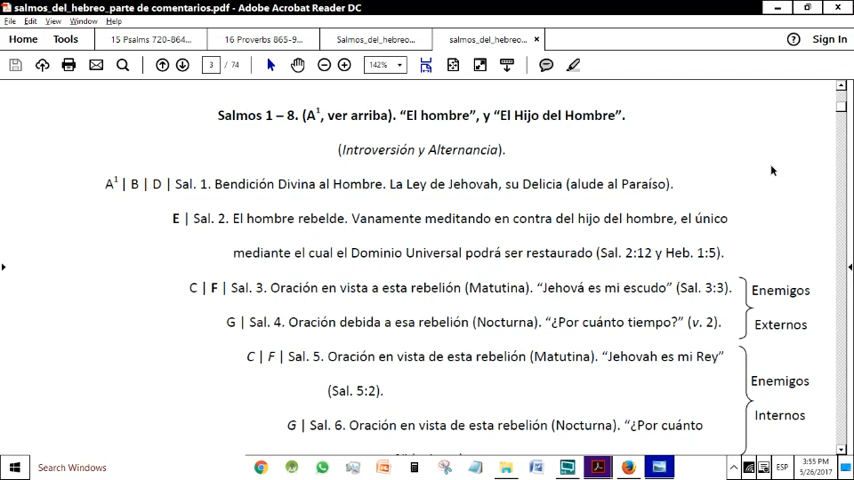 salmos_del_hebreo_parte de comentarios.pdf - Adobe Acrobat Reader DC
File Edit View Window Help
Home Tools 15 Psalms 720-864... 16 Proverbs 865-9... Salmos_del_hebreo... salmos_del_hebreo... × Sign In
3 / 74 142%
Salmos 1 – 8. (A¹, ver arriba). “El hombre”, y “El Hijo del Hombre”.
(Introversión y Alternancia).
A¹ | B | D | Sal. 1. Bendición Divina al Hombre. La Ley de Jehovah, su Delicia (alude al Paraíso).
E | Sal. 2. El hombre rebelde. Vanamente meditando en contra del hijo del hombre, el único
mediante el cual el Dominio Universal podrá ser restaurado (Sal. 2:12 y Heb. 1:5).
C | F | Sal. 3. Oración en vista a esta rebelión (Matutina). “Jehová es mi escudo” (Sal. 3:3).
Enemigos
G | Sal. 4. Oración debida a esa rebelión (Nocturna). “¿Por cuánto tiempo?” (v. 2).
Externos
C | F | Sal. 5. Oración en vista de esta rebelión (Matutina). “Jehovah es mi Rey”
Enemigos
(Sal. 5:2).
Internos
G | Sal. 6. Oración en vista de esta rebelión (Nocturna). “¿Por cuánto
Search Windows
ESP
3:55 PM
5/26/2017